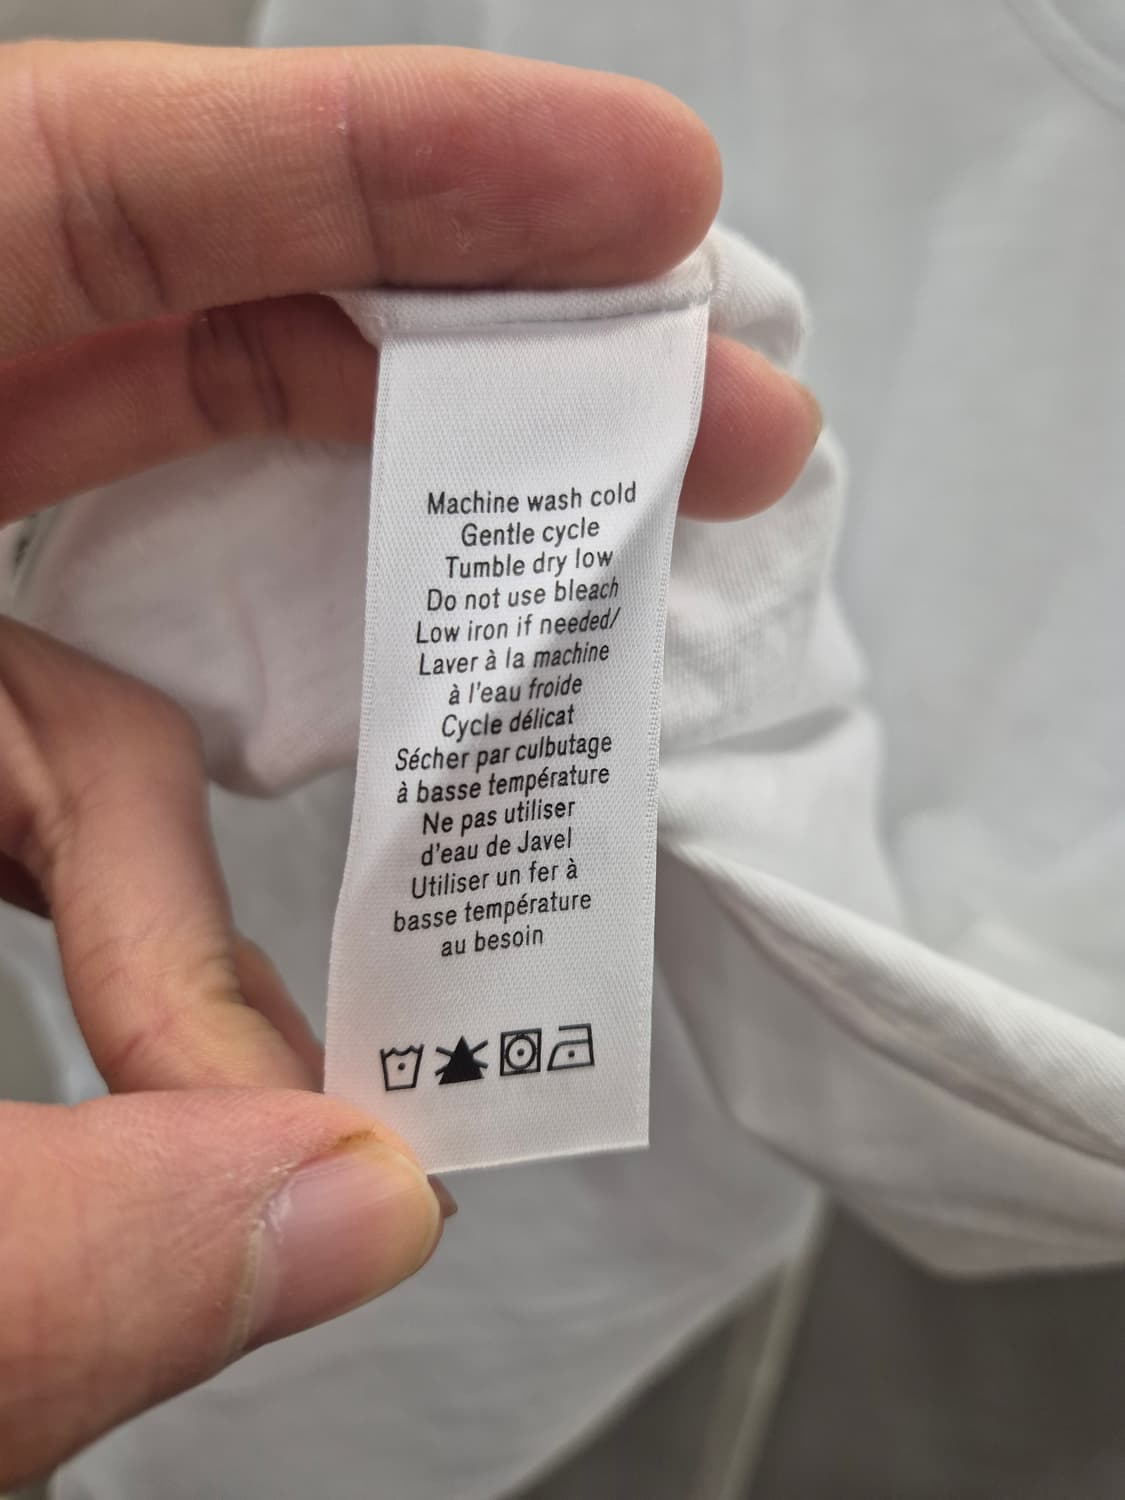 Machine wash cold
Gentle cycle
Tumble dry low
Do not use bleach
Low iron if needed/
Laver à la machine
à l'eau froide
Cycle délicat
Sécher par culbutage
à basse température
Ne pas utiliser
d'eau de Javel
Utiliser un fer à
basse température
au besoin